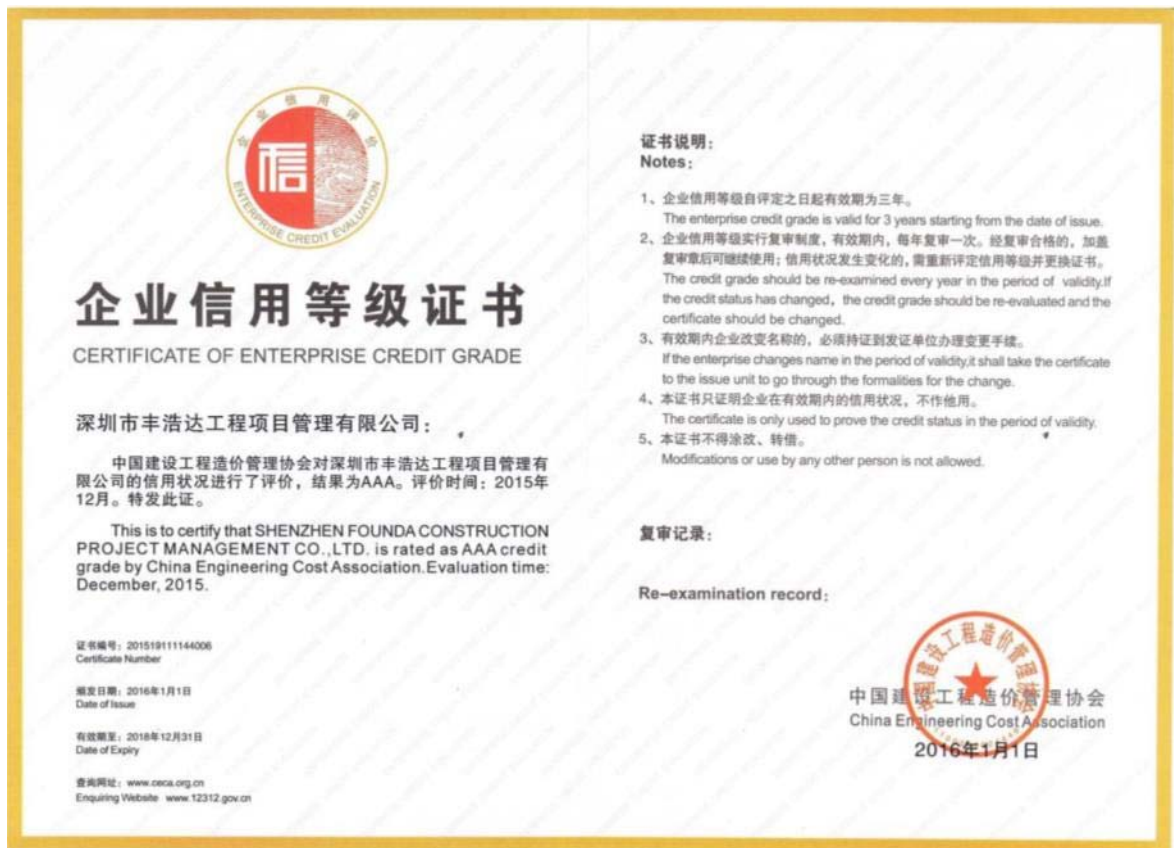 企业信用评价
信
ENTERPRISE CREDIT EVALUATION
企业信用等级证书
CERTIFICATE OF ENTERPRISE CREDIT GRADE
深圳市丰浩达工程项目管理有限公司：
中国建设工程造价管理协会对深圳市丰浩达工程项目管理有
限公司的信用状况进行了评价，结果为AAA。评价时间：2015年
12月。特发此证。
This is to certify that SHENZHEN FOUNDA CONSTRUCTION
PROJECT MANAGEMENT CO.,LTD. is rated as AAA credit
grade by China Engineering Cost Association.Evaluation time:
December, 2015.
证书编号：201519111144006
Certificate Number
颁发日期：2016年1月1日
Date of Issue
有效期至：2018年12月31日
Date of Expiry
查询网址：www.ceca.org.cn
Enquiring Website www.12312.gov.cn
证书说明：
Notes：
1、企业信用等级自评定之日起有效期为三年。
The enterprise credit grade is valid for 3 years starting from the date of issue.
2、企业信用等级实行复审制度，有效期内，每年复审一次。经复审合格的，加盖
复审章后可继续使用；信用状况发生变化的，需重新评定信用等级并更换证书。
The credit grade should be re-examined every year in the period of validity.If
the credit status has changed，the credit grade should be re-evaluated and the
certificate should be changed.
3、有效期内企业改变名称的，必须持证到发证单位办理变更手续。
If the enterprise changes name in the period of validity,it shall take the certificate
to the issue unit to go through the formalities for the change.
4、本证书只证明企业在有效期内的信用状况，不作他用。
The certificate is only used to prove the credit status in the period of validity.
5、本证书不得涂改、转借。
Modifications or use by any other person is not allowed.
复审记录：
Re-examination record：
中国建设工程造价管理协会
中国建设工程造价管理协会
China Engineering Cost Association
2016年1月1日